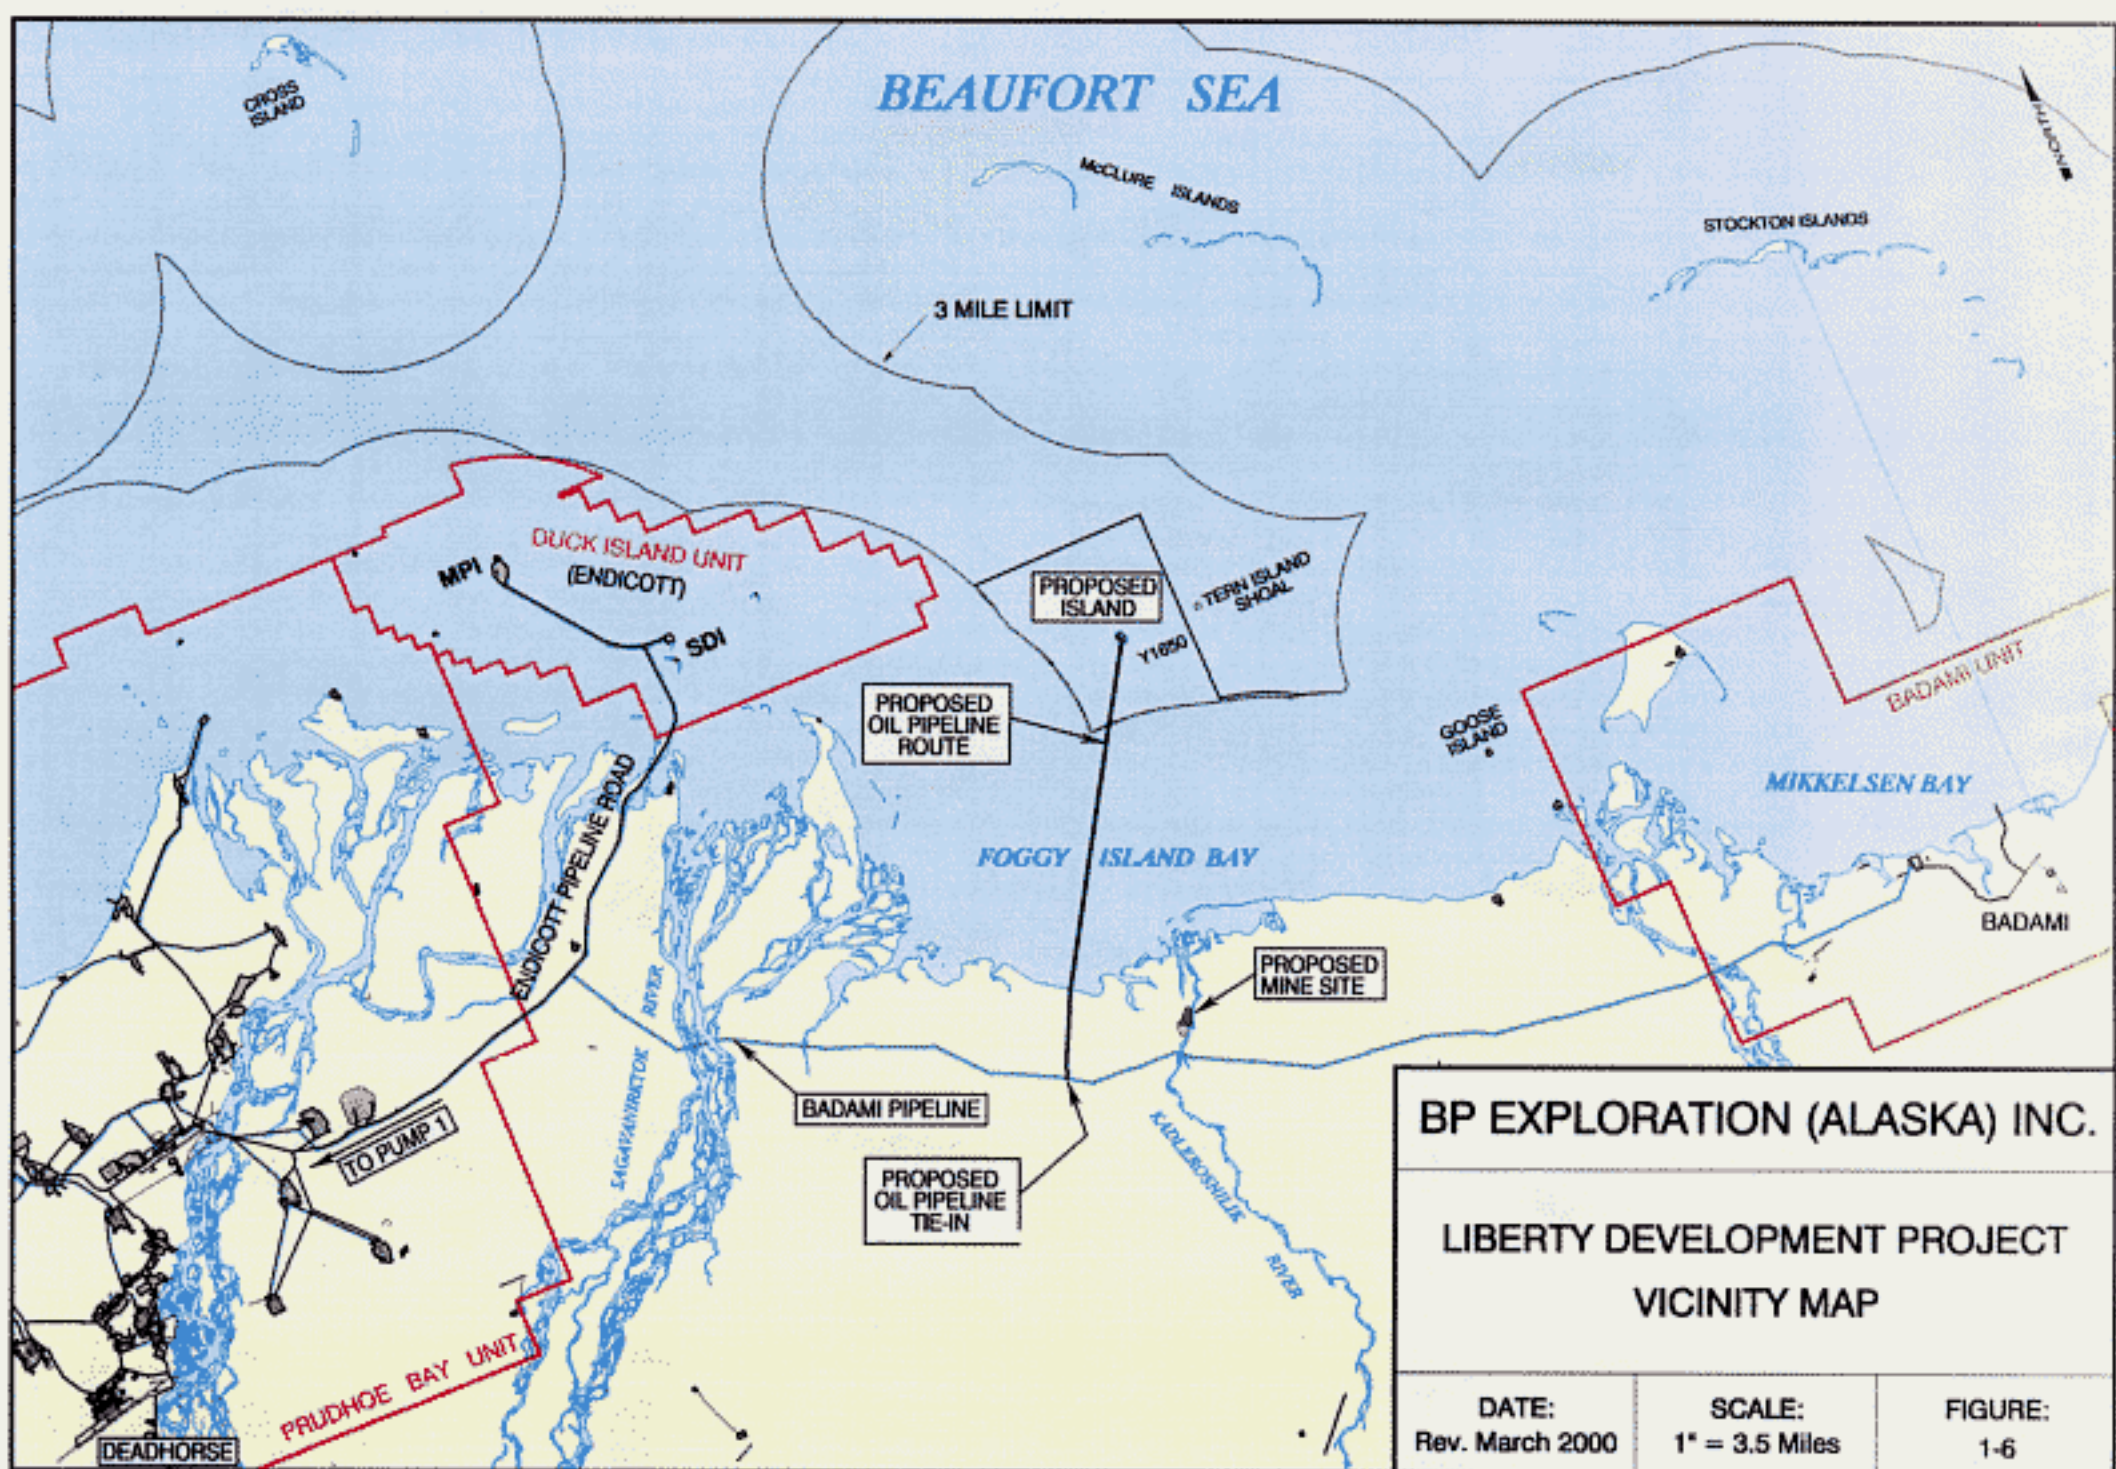 BEAUFORT SEA
CROSS
ISLAND
McCLURE ISLANDS
STOCKTON ISLANDS
NORTH
3 MILE LIMIT
DUCK ISLAND UNIT
(ENDICOTT)
MPI
SDI
PROPOSED
ISLAND
TERN ISLAND
SHOAL
Y1650
PROPOSED
OIL PIPELINE
ROUTE
GOOSE
ISLAND
BADAMI UNIT
MIKKELSEN BAY
ENDICOTT PIPELINE ROAD
FOGGY ISLAND BAY
BADAMI
PROPOSED
MINE SITE
SAGAVANIRKTOK RIVER
BADAMI PIPELINE
TO PUMP 1
PROPOSED
OIL PIPELINE
TIE-IN
KADLEROSHILIK RIVER
PRUDHOE BAY UNIT
DEADHORSE
BP EXPLORATION (ALASKA) INC.
LIBERTY DEVELOPMENT PROJECT
VICINITY MAP
DATE:
Rev. March 2000
SCALE:
1" = 3.5 Miles
FIGURE:
1-6